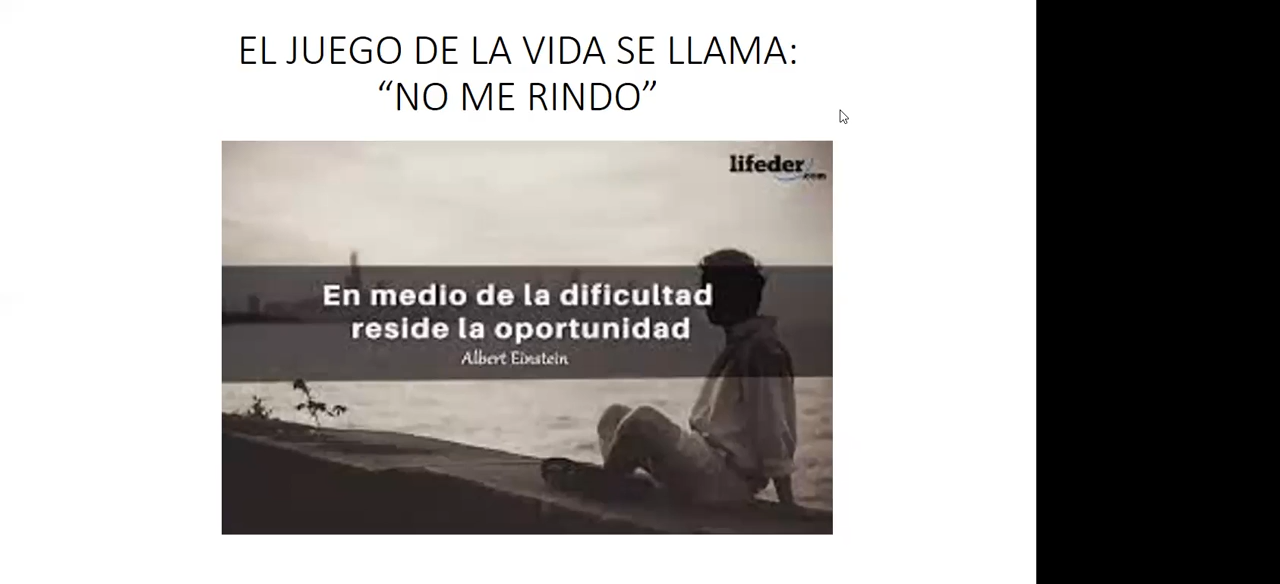 EL JUEGO DE LA VIDA SE LLAMA:
“NO ME RINDO”
lifeder
.com
En medio de la dificultad
reside la oportunidad
Albert Einstein